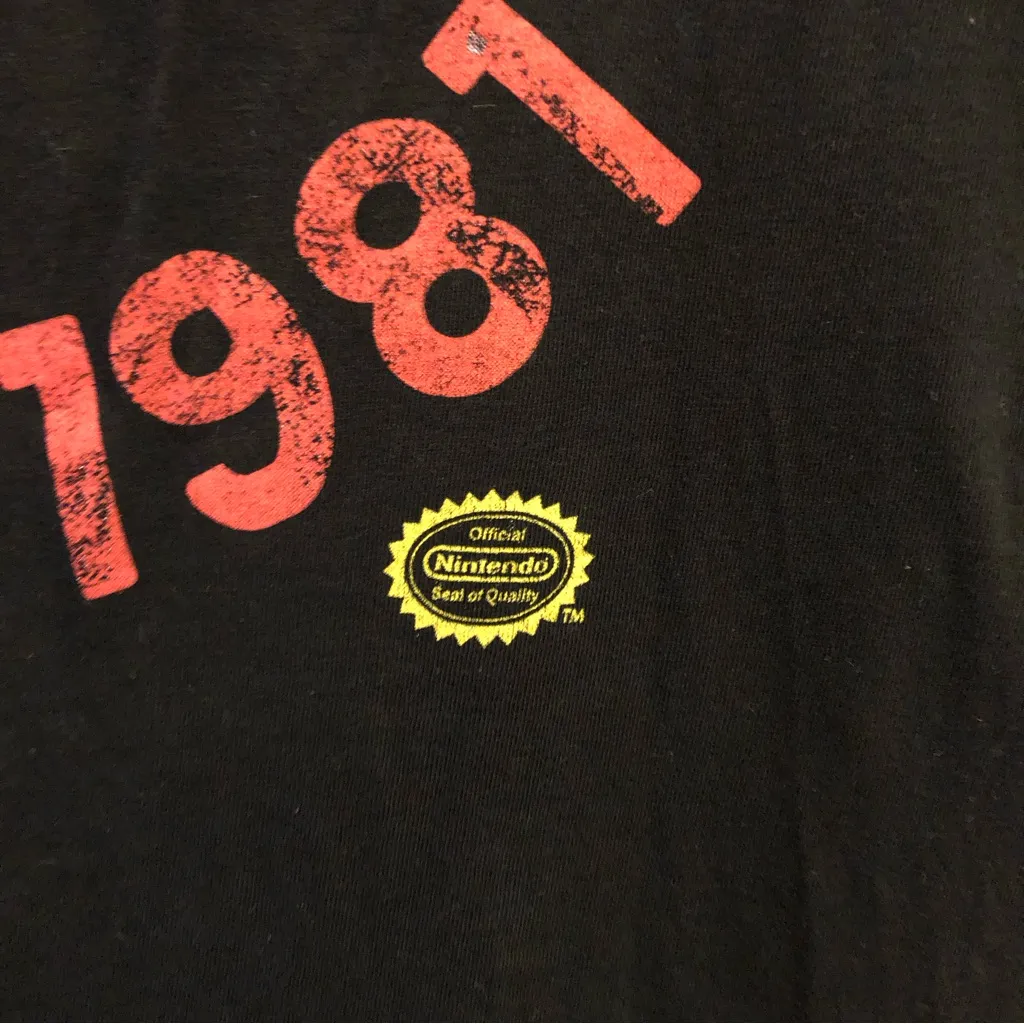 1981
Official
Nintendo
Seal of Quality
TM